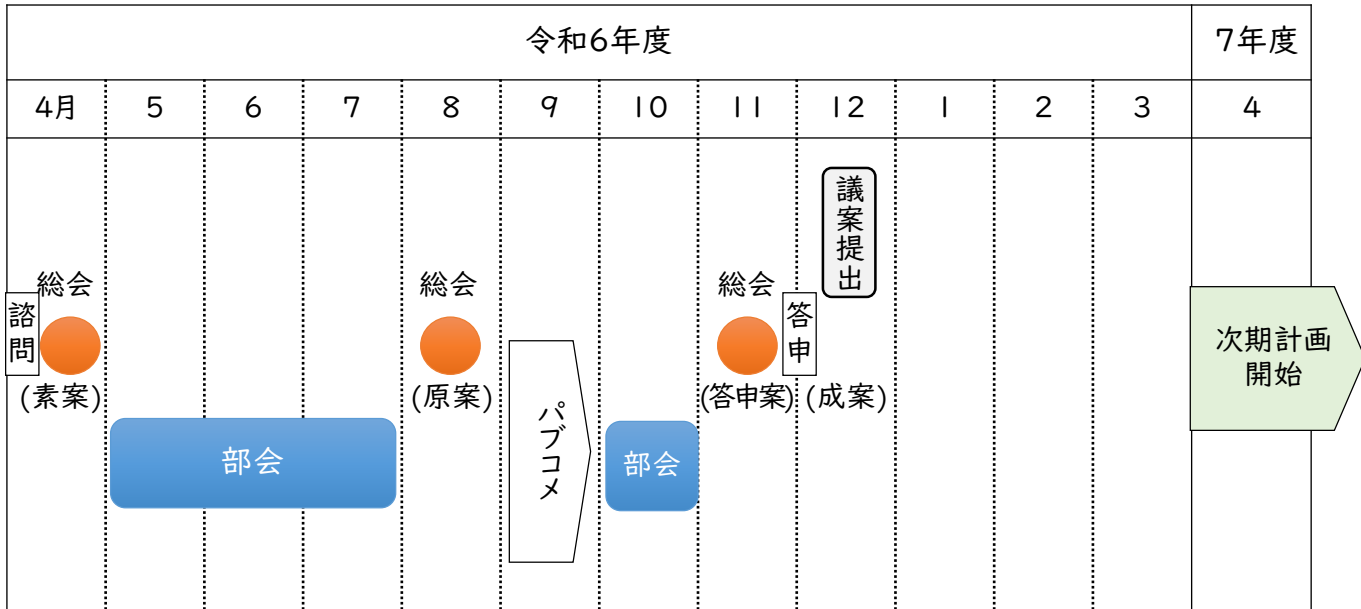 令和6年度
7年度
4月 5 6 7 8 9 10 11 12 1 2 3 4
議案提出
総会
総会
総会
諮問
答申
(素案)
(原案)
(答申案)
(成案)
次期計画
開始
パブコメ
部会
部会